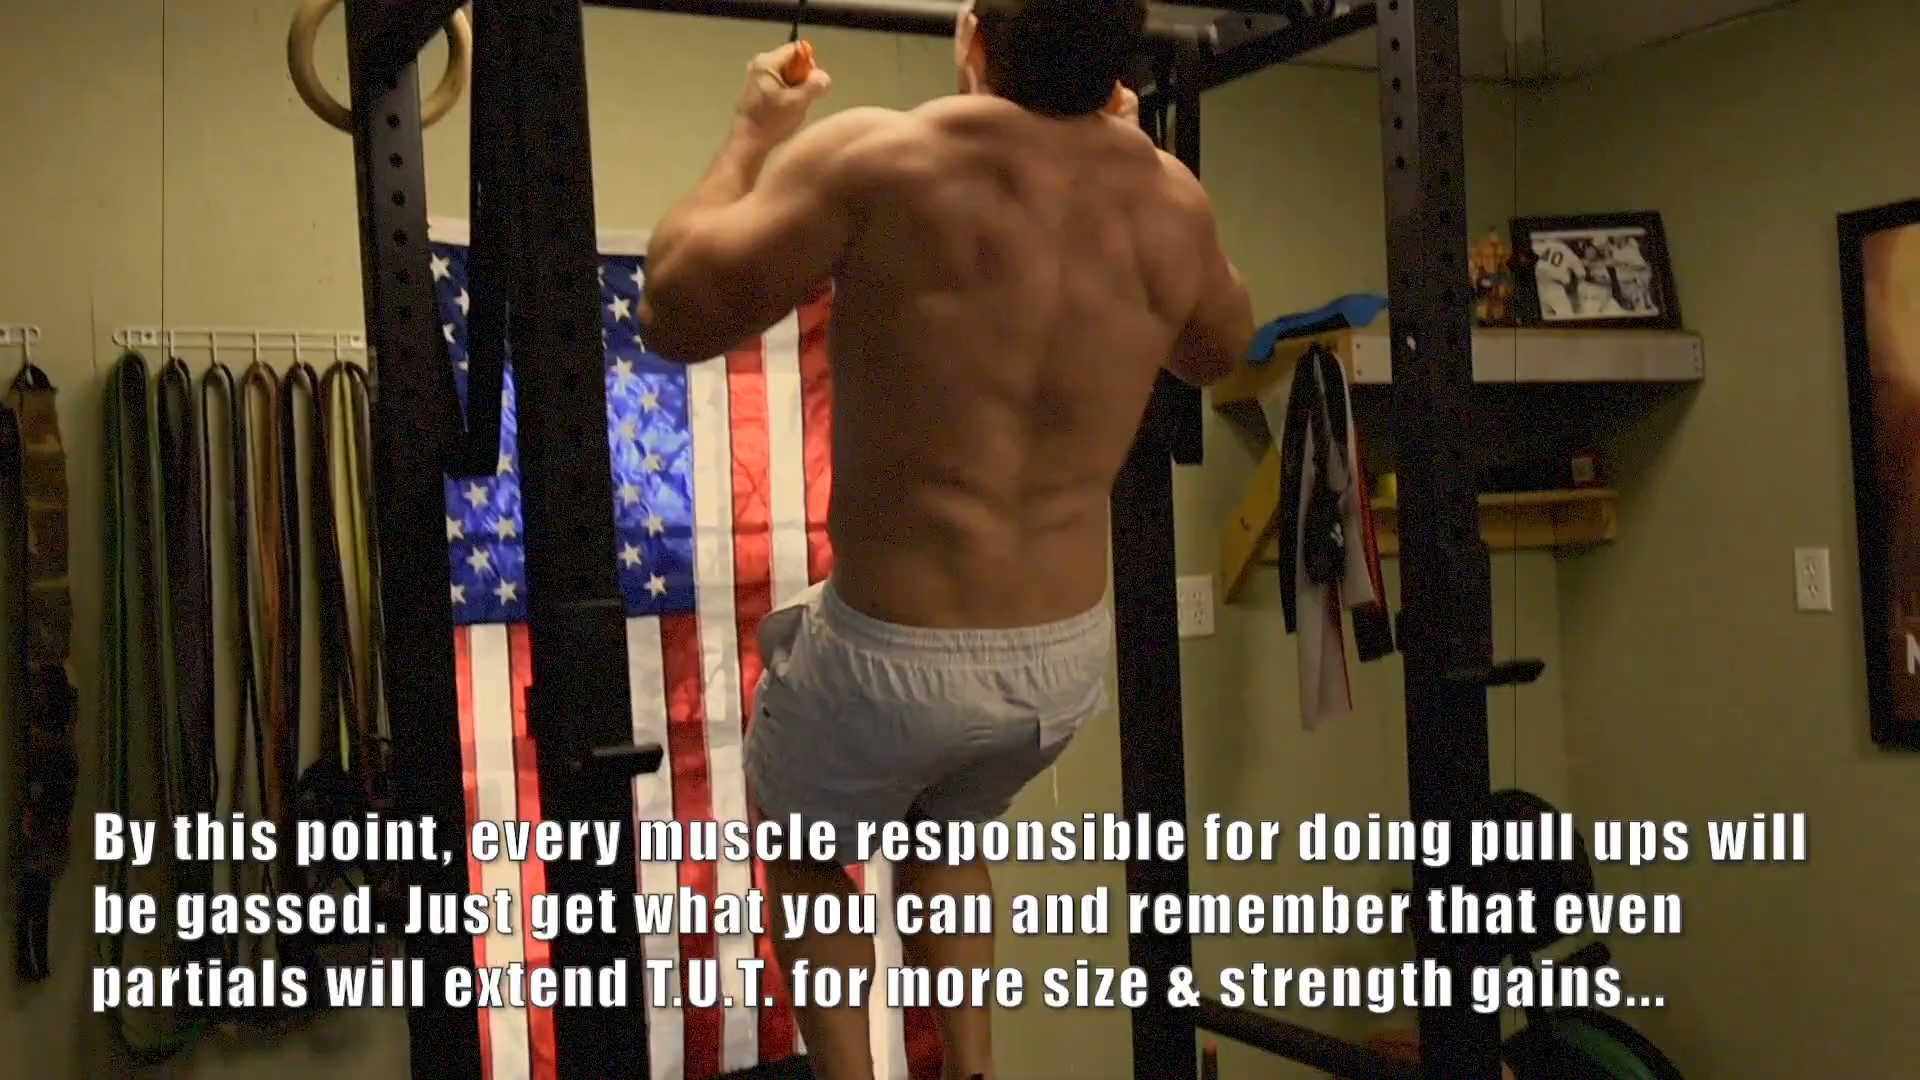 40
By this point, every muscle responsible for doing pull ups will
be gassed. Just get what you can and remember that even
partials will extend T.U.T. for more size & strength gains...